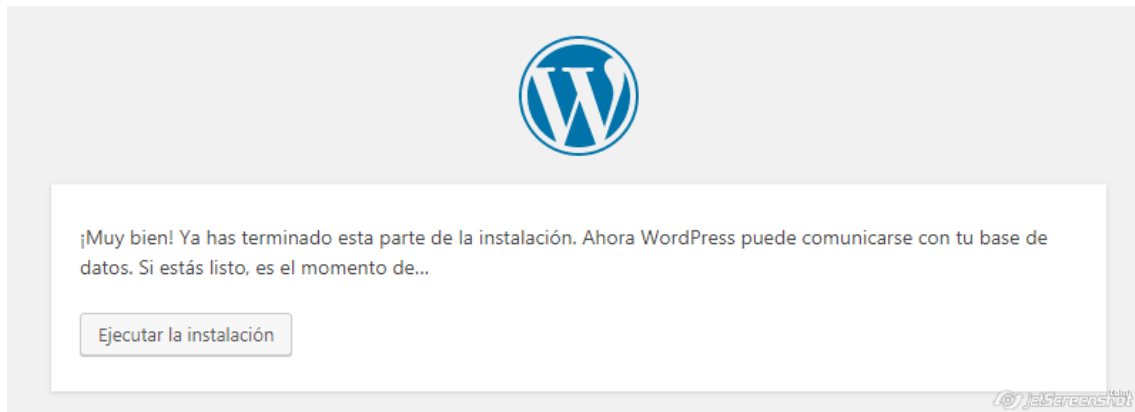 ¡Muy bien! Ya has terminado esta parte de la instalación. Ahora WordPress puede comunicarse con tu base de
datos. Si estás listo, es el momento de...
Ejecutar la instalación
jetScreenshot
.com